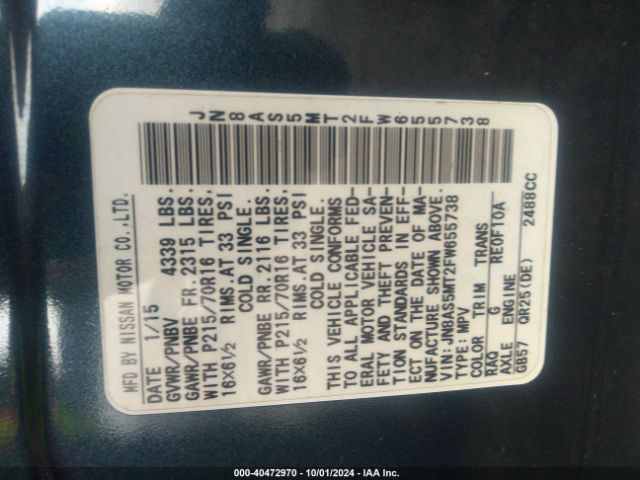 JN8AS5MT2FW655738
MFD BY NISSAN MOTOR CO.,LTD.
DATE 1/15
GVWR/PNBV 4339 LBS.
GAWR/PNBE FR. 2315 LBS.
WITH P215/70R16 TIRES,
16X6½ RIMS.AT 33 PSI
COLD SINGLE.
GAWR/PNBE RR. 2116 LBS.
WITH P215/70R16 TIRES,
16X6½ RIMS.AT 33 PSI
COLD SINGLE.
THIS VEHICLE CONFORMS
TO ALL APPLICABLE FED-
ERAL MOTOR VEHICLE SA-
FETY AND THEFT PREVEN-
TION STANDARDS IN EFF-
ECT ON THE DATE OF MA-
NUFACTURE SHOWN ABOVE.
VIN: JN8AS5MT2FW655738
TYPE: MPV
COLOR TRIM TRANS
RAQ G RE0F10A
AXLE ENGINE
GB57 QR25(DE) 2488CC
000-40472970 - 10/01/2024 - IAA Inc.